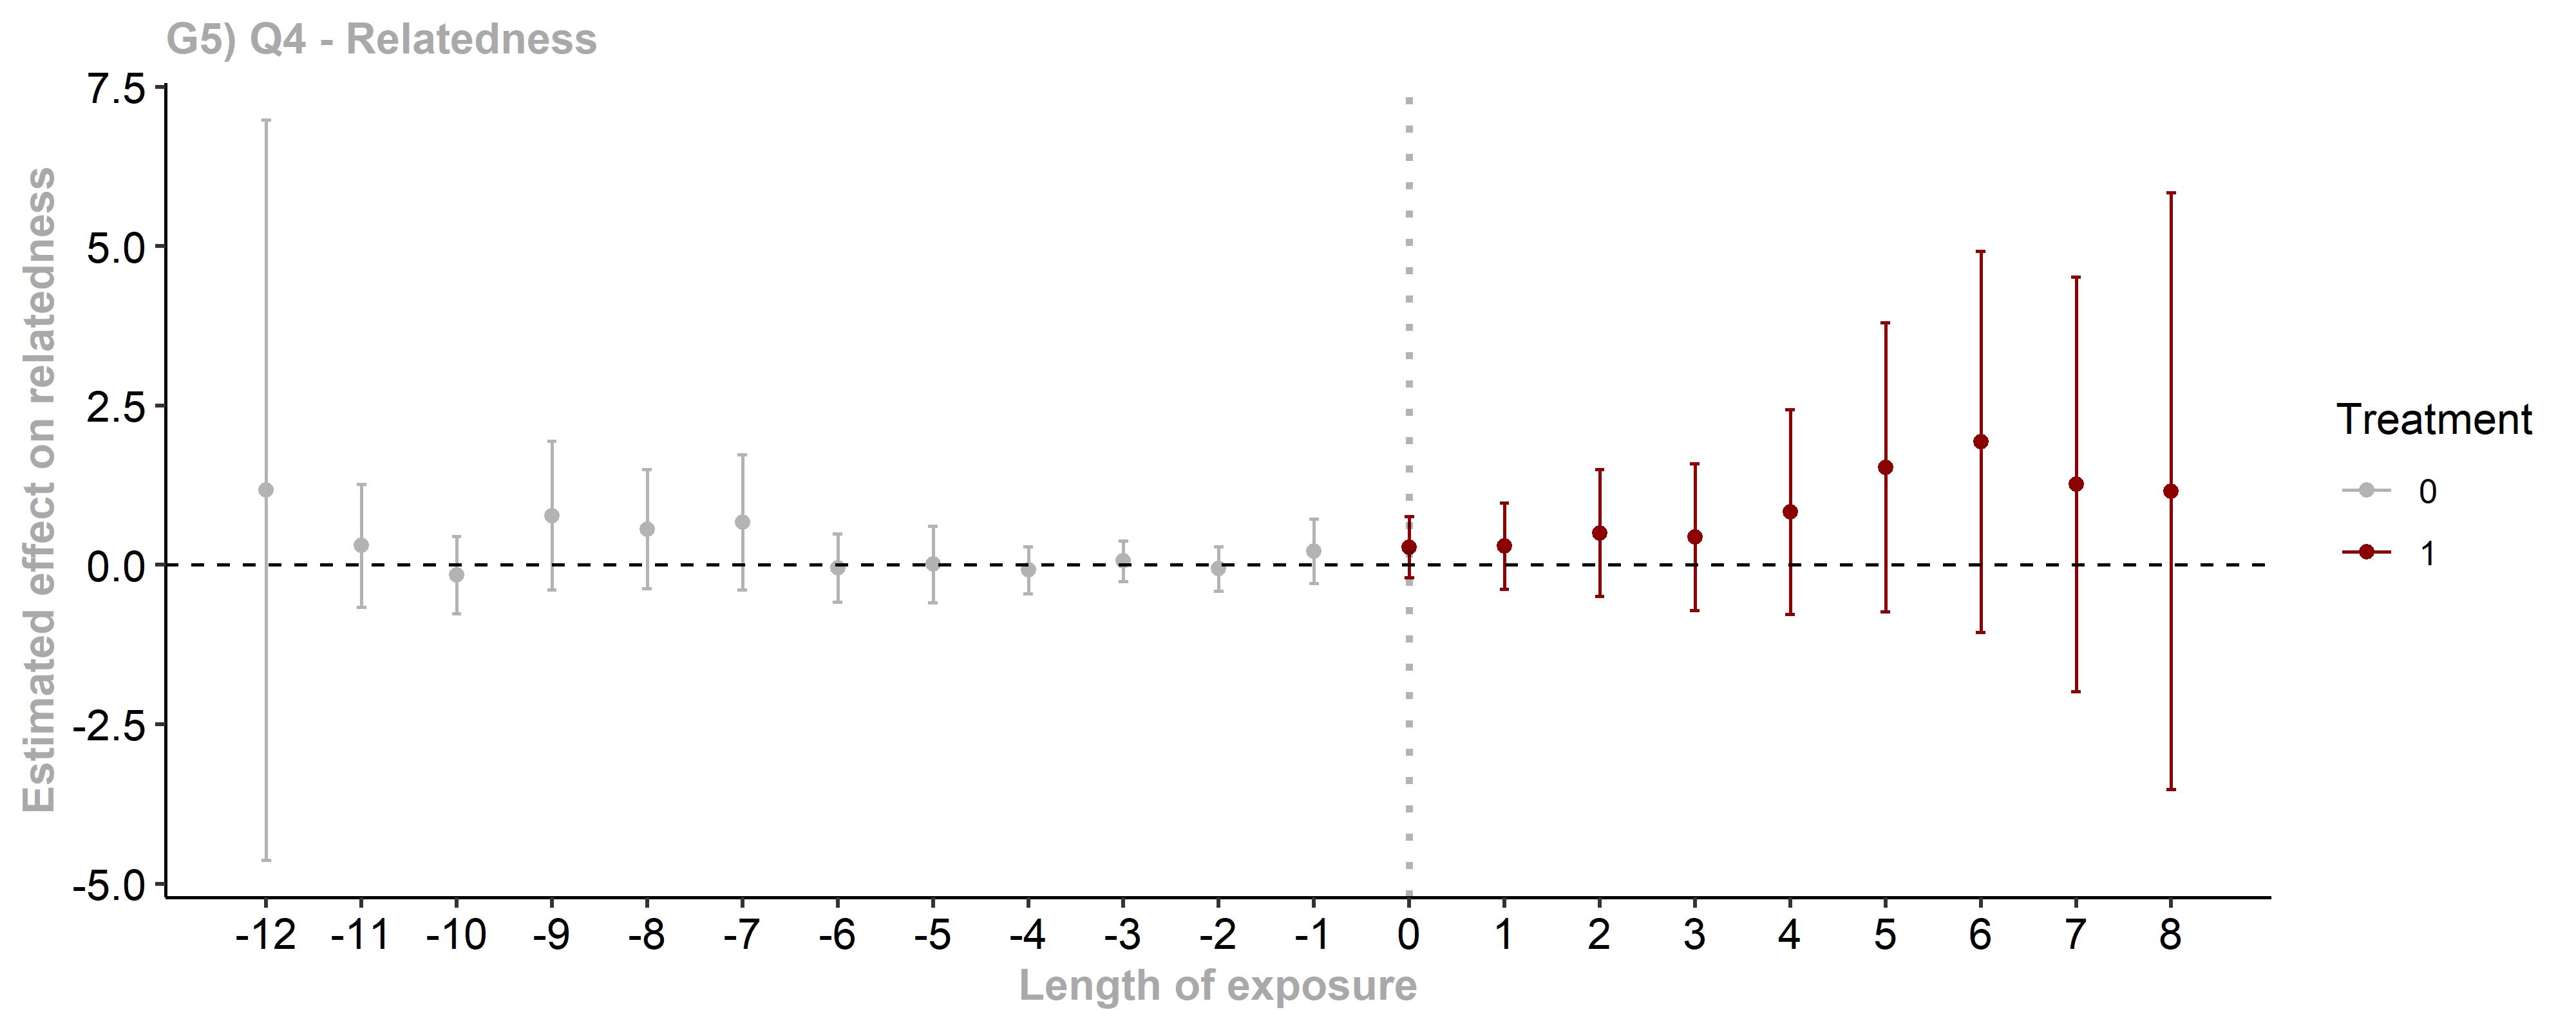 G5) Q4 - Relatedness
Estimated effect on relatedness
7.5
5.0
2.5
0.0
-2.5
-5.0
-12 -11 -10 -9 -8 -7 -6 -5 -4 -3 -2 -1 0 1 2 3 4 5 6 7 8
Length of exposure
Treatment
0
1